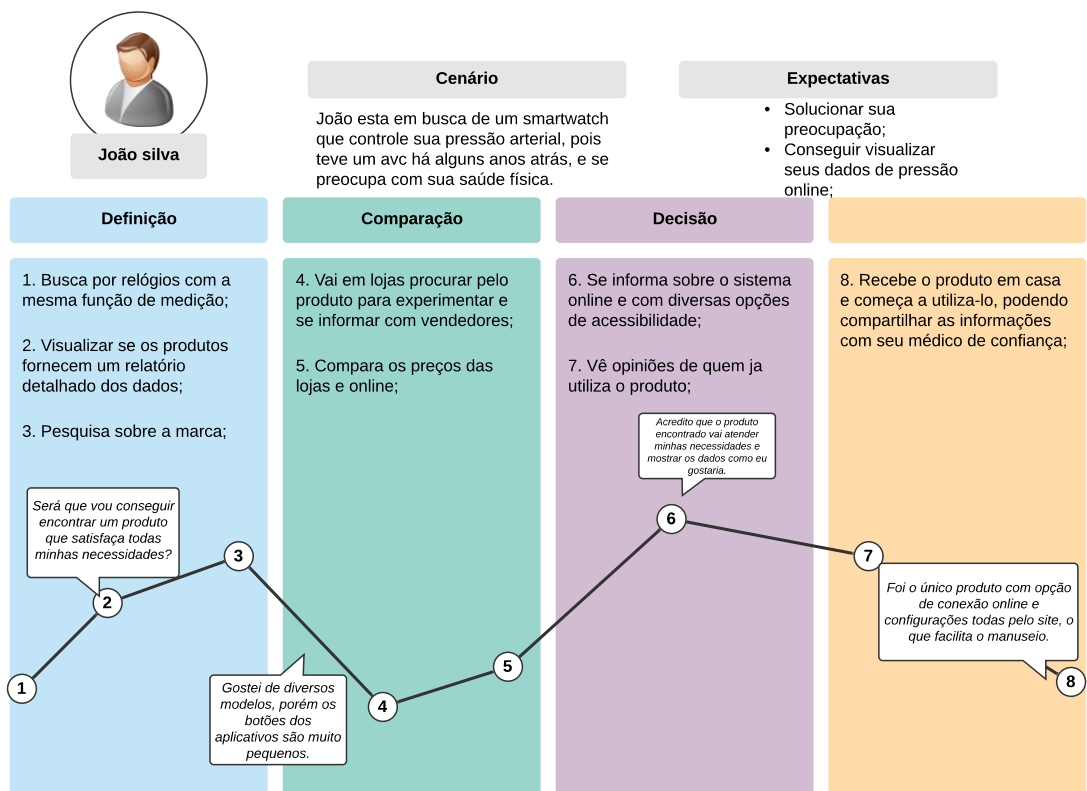 João silva
Cenário
João esta em busca de um smartwatch
que controle sua pressão arterial, pois
teve um avc há alguns anos atrás, e se
preocupa com sua saúde física.
Expectativas
• Solucionar sua
preocupação;
• Conseguir visualizar
seus dados de pressão
online;
Definição
Comparação
Decisão
1. Busca por relógios com a
mesma função de medição;
2. Visualizar se os produtos
fornecem um relatório
detalhado dos dados;
3. Pesquisa sobre a marca;
4. Vai em lojas procurar pelo
produto para experimentar e
se informar com vendedores;
5. Compara os preços das
lojas e online;
6. Se informa sobre o sistema
online e com diversas opções
de acessibilidade;
7. Vê opiniões de quem ja
utiliza o produto;
8. Recebe o produto em casa
e começa a utiliza-lo, podendo
compartilhar as informações
com seu médico de confiança;
Será que vou conseguir
encontrar um produto
que satisfaça todas
minhas necessidades?
Gostei de diversos
modelos, porém os
botões dos
aplicativos são muito
pequenos.
Acredito que o produto
encontrado vai atender
minhas necessidades e
mostrar os dados como eu
gostaria.
Foi o único produto com opção
de conexão online e
configurações todas pelo site, o
que facilita o manuseio.
1
2
3
4
5
6
7
8